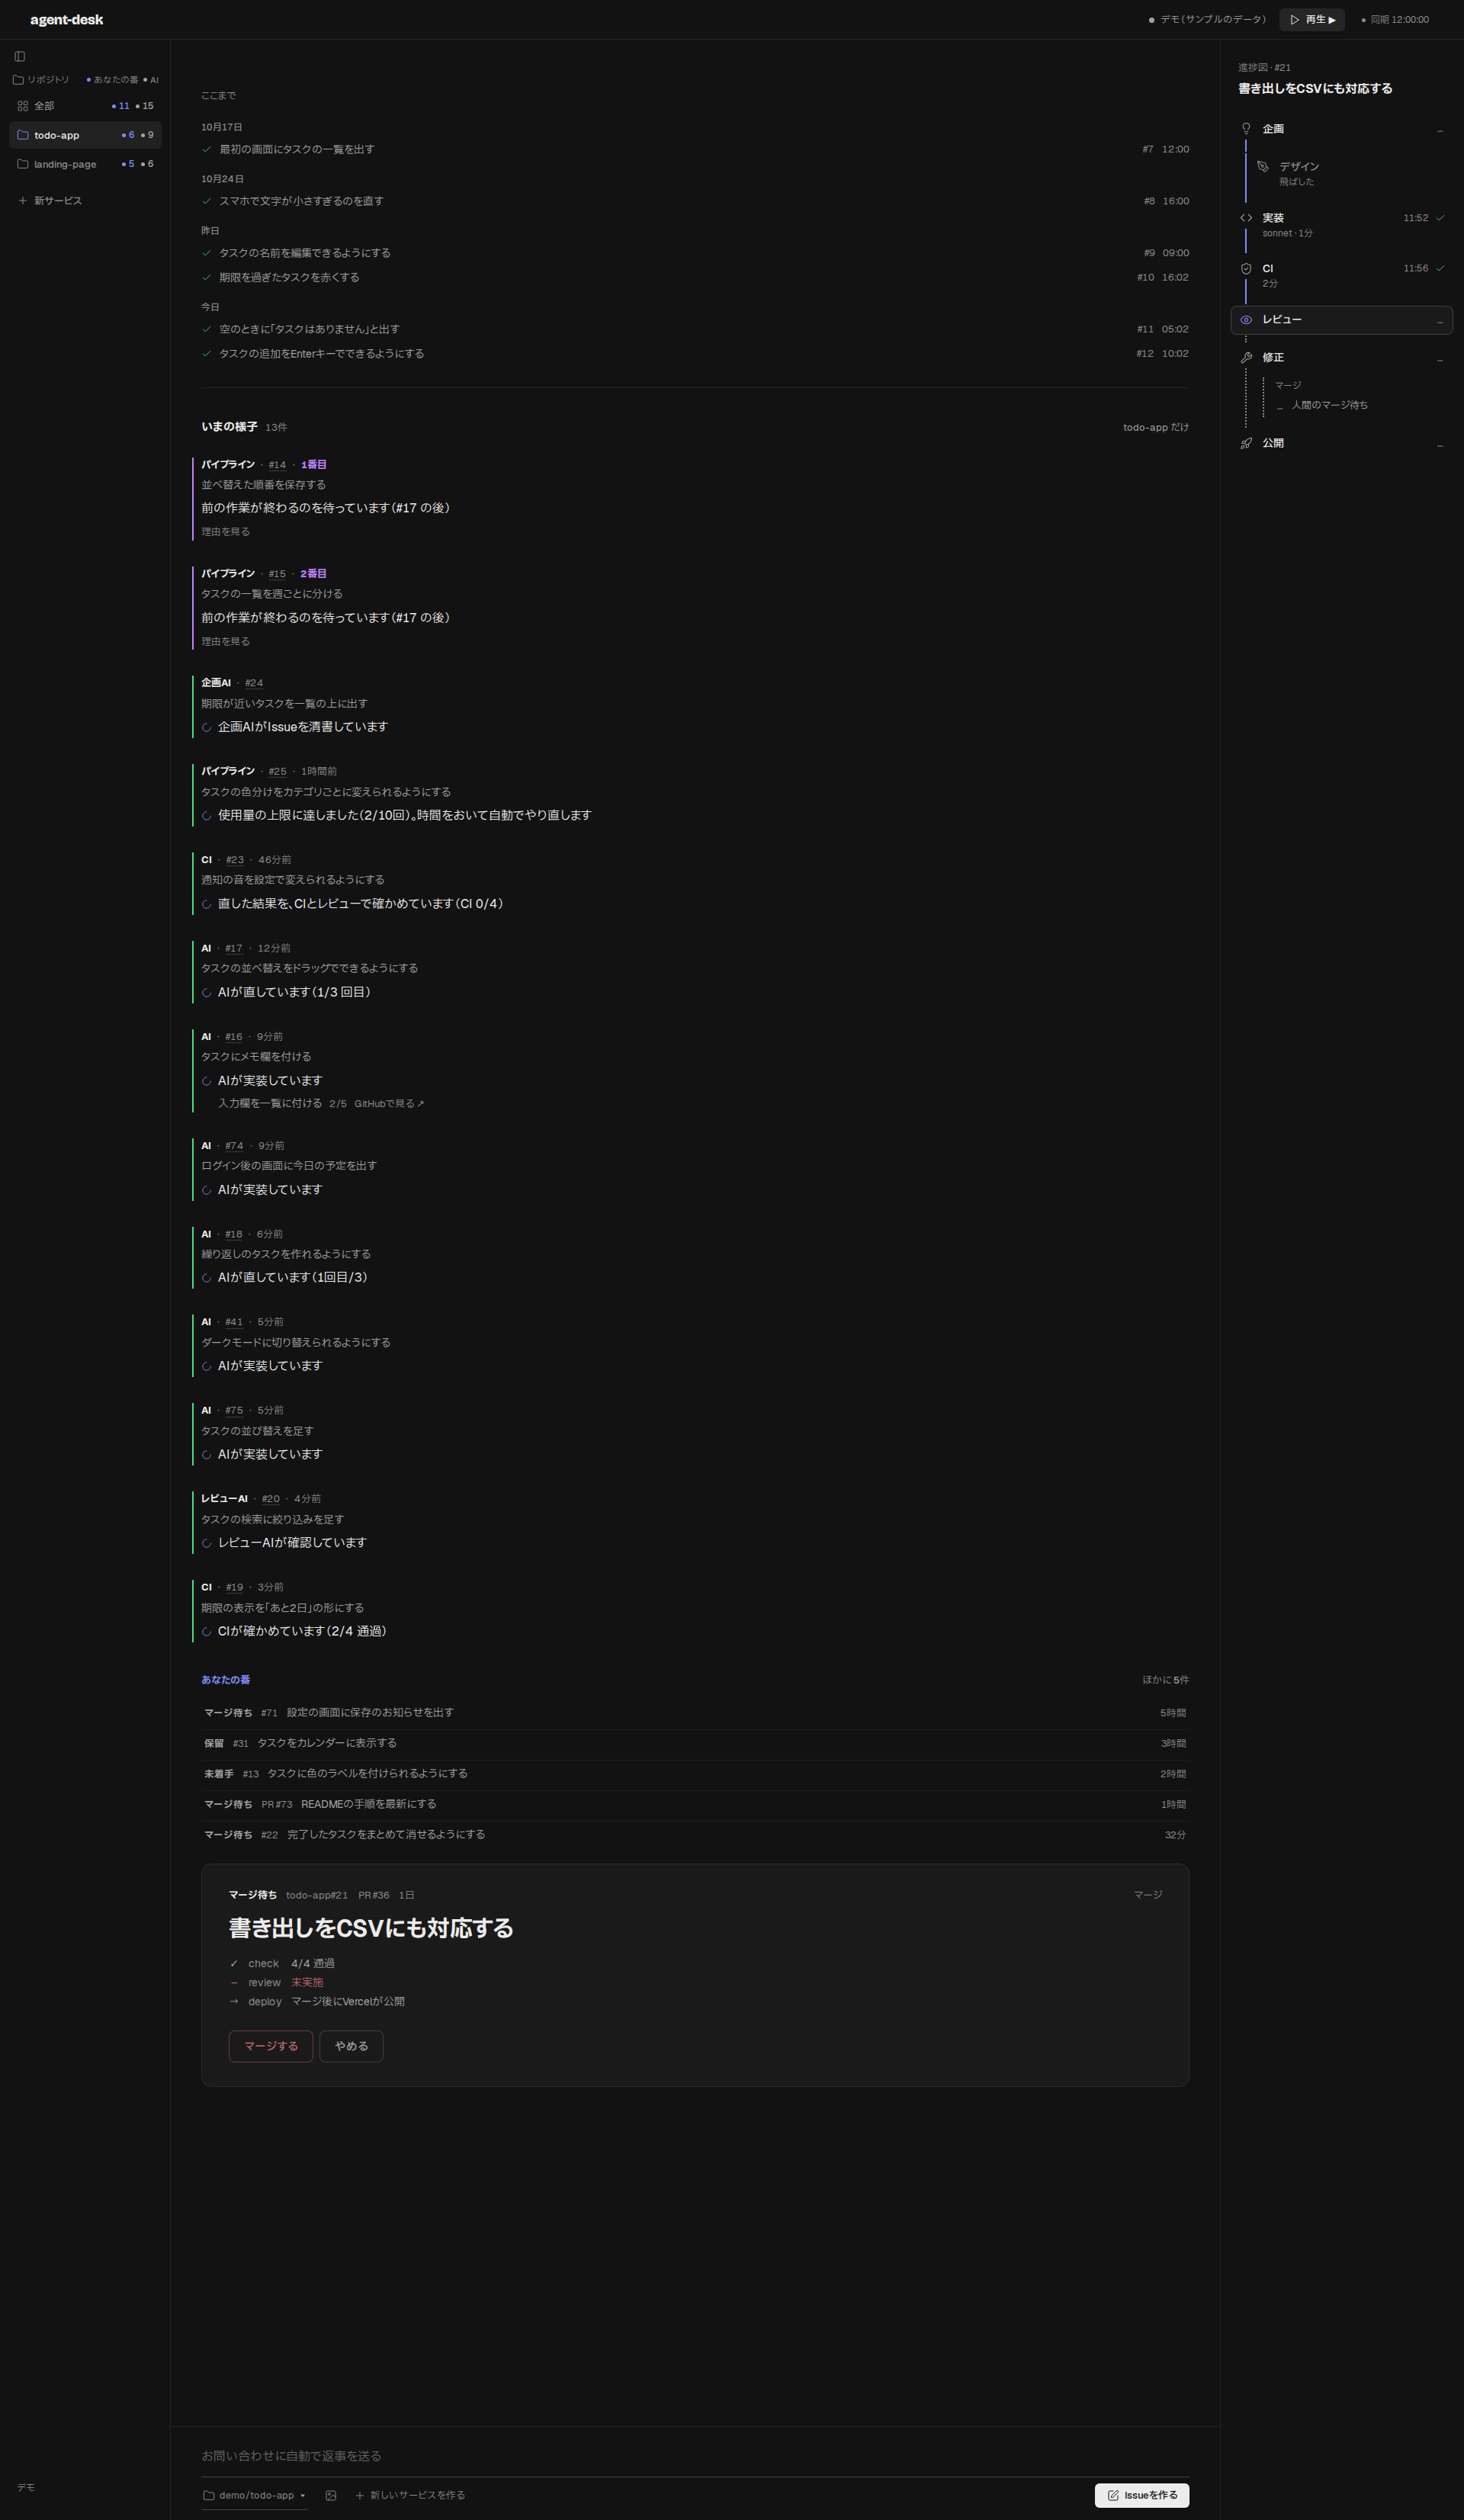 agent-desk
デモ（サンプルのデータ）
再生 ▶
同期 12:00:00
リポジトリ
あなたの番
AI
全部
11
15
todo-app
6
9
landing-page
5
6
新サービス
デモ
ここまで
10月17日
最初の画面にタスクの一覧を出す #7 12:00
10月24日
スマホで文字が小さすぎるのを直す #8 16:00
昨日
タスクの名前を編集できるようにする #9 09:00
期限を過ぎたタスクを赤くする #10 16:02
今日
空のときに「タスクはありません」と出す #11 05:02
タスクの追加をEnterキーでできるようにする #12 10:02
いまの様子 13件 todo-app だけ
パイプライン · #14 · 1番目
並べ替えた順番を保存する
前の作業が終わるのを待っています（#17 の後）
理由を見る
パイプライン · #15 · 2番目
タスクの一覧を週ごとに分ける
前の作業が終わるのを待っています（#17 の後）
理由を見る
企画AI · #24
期限が近いタスクを一覧の上に出す
企画AIがIssueを清書しています
パイプライン · #25 · 1時間前
タスクの色分けをカテゴリごとに変えられるようにする
使用量の上限に達しました（2/10回）。時間をおいて自動でやり直します
CI · #23 · 46分前
通知の音を設定で変えられるようにする
直した結果を、CIとレビューで確かめています（CI 0/4）
AI · #17 · 12分前
タスクの並べ替えをドラッグでできるようにする
AIが直しています（1/3 回目）
AI · #16 · 9分前
タスクにメモ欄を付ける
AIが実装しています
入力欄を一覧に付ける 2/5 GitHubで見る ↗
AI · #74 · 9分前
ログイン後の画面に今日の予定を出す
AIが実装しています
AI · #18 · 6分前
繰り返しのタスクを作れるようにする
AIが直しています（1回目/3）
AI · #41 · 5分前
ダークモードに切り替えられるようにする
AIが実装しています
AI · #75 · 5分前
タスクの並び替えを足す
AIが実装しています
レビューAI · #20 · 4分前
タスクの検索に絞り込みを足す
レビューAIが確認しています
CI · #19 · 3分前
期限の表示を「あと2日」の形にする
CIが確かめています（2/4 通過）
あなたの番 ほかに 5件
マージ待ち #71 設定の画面に保存のお知らせを出す 5時間
保留 #31 タスクをカレンダーに表示する 3時間
未着手 #13 タスクに色のラベルを付けられるようにする 2時間
マージ待ち PR #73 READMEの手順を最新にする 1時間
マージ待ち #22 完了したタスクをまとめて消せるようにする 32分
マージ待ち todo-app#21 PR #36 1日 マージ
書き出しをCSVにも対応する
✓ check 4/4 通過
– review 未実施
→ deploy マージ後にVercelが公開
マージする
やめる
お問い合わせに自動で返事を送る
demo/todo-app
新しいサービスを作る
Issueを作る
進捗図 · #21
書き出しをCSVにも対応する
企画 –
デザイン
飛ばした
実装 11:52
sonnet · 1分
CI 11:56
2分
レビュー –
修正 –
マージ
– 人間のマージ待ち
公開 –